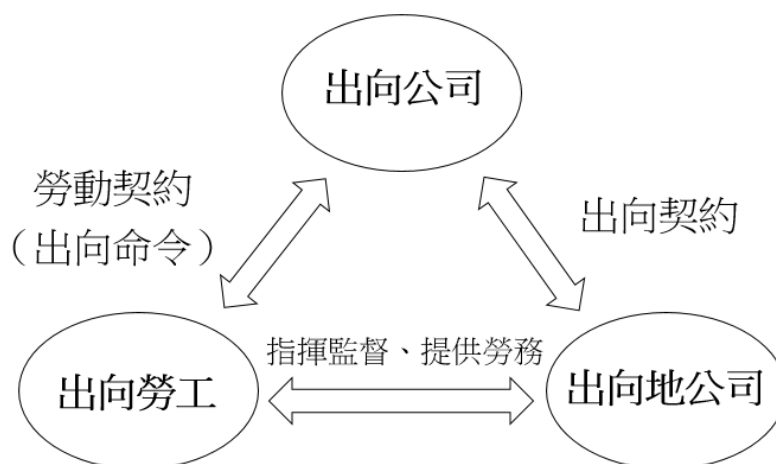 出向公司
勞動契約
（出向命令）
出向契約
指揮監督、提供勞務
出向勞工
出向地公司